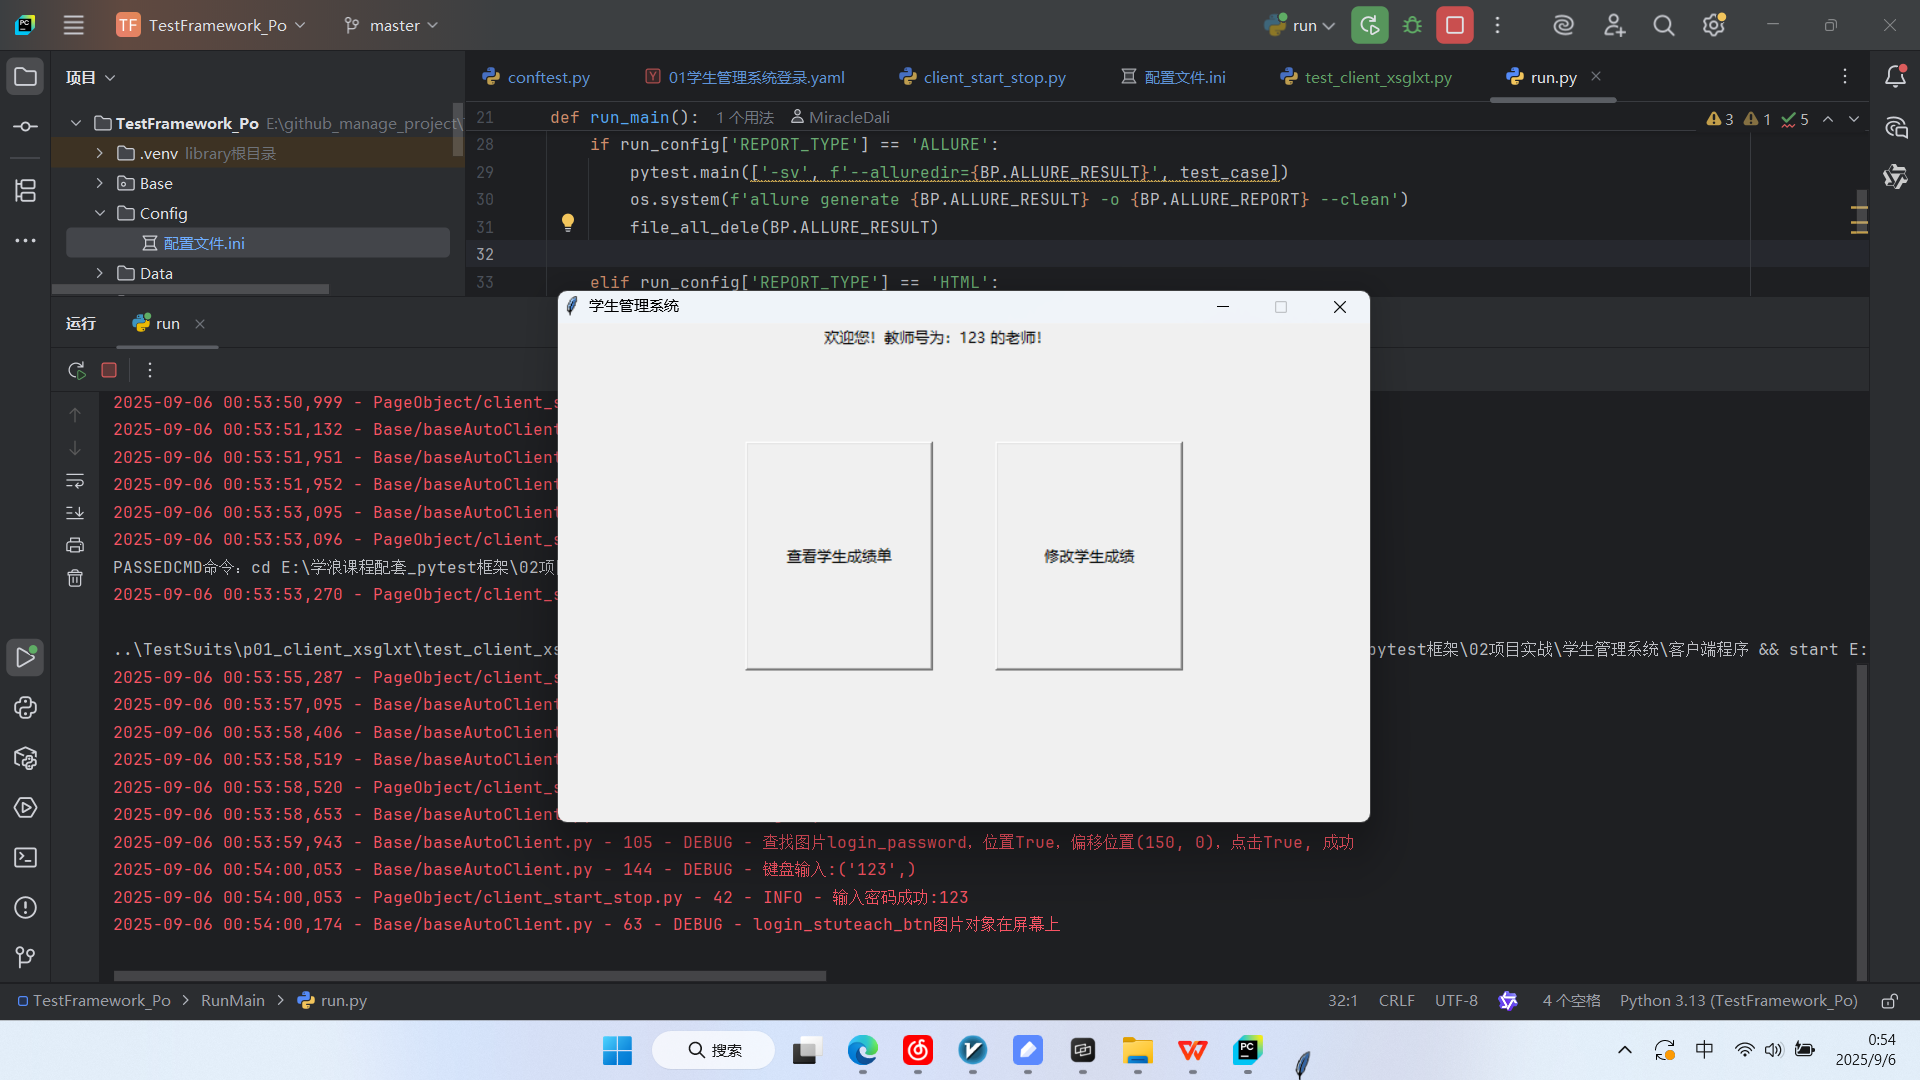 TF TestFramework_Po master run
项目
conftest.py 01学生管理系统登录.yaml client_start_stop.py 配置文件.ini test_client_xsglxt.py run.py
TestFramework_Po E:\github_manage_project\
.venv library根目录
Base
Config
配置文件.ini
Data
21 def run_main(): 1 个用法 MiracleDali
3 1 5
28 if run_config['REPORT_TYPE'] == 'ALLURE':
29 pytest.main(['-sv', f'--alluredir={BP.ALLURE_RESULT}', test_case])
30 os.system(f'allure generate {BP.ALLURE_RESULT} -o {BP.ALLURE_REPORT} --clean')
31 file_all_dele(BP.ALLURE_RESULT)
32
33 elif run_config['REPORT_TYPE'] == 'HTML':
运行 run
学生管理系统
欢迎您！教师号为：123 的老师！
查看学生成绩单
修改学生成绩
2025-09-06 00:53:50,999 - PageObject/client_s
2025-09-06 00:53:51,132 - Base/baseAutoClient
2025-09-06 00:53:51,951 - Base/baseAutoClient
2025-09-06 00:53:51,952 - Base/baseAutoClient
2025-09-06 00:53:53,095 - Base/baseAutoClient
2025-09-06 00:53:53,096 - PageObject/client_s
PASSEDCMD命令：cd E:\学浪课程配套_pytest框架\02项
2025-09-06 00:53:53,270 - PageObject/client_s
..\TestSuits\p01_client_xsglxt\test_client_xs ytest框架\02项目实战\学生管理系统\客户端程序 && start E:
2025-09-06 00:53:55,287 - PageObject/client_s
2025-09-06 00:53:57,095 - Base/baseAutoClient
2025-09-06 00:53:58,406 - Base/baseAutoClient
2025-09-06 00:53:58,519 - Base/baseAutoClient
2025-09-06 00:53:58,520 - PageObject/client_s
2025-09-06 00:53:58,653 - Base/baseAutoClient
2025-09-06 00:53:59,943 - Base/baseAutoClient.py - 105 - DEBUG - 查找图片login_password，位置True，偏移位置(150, 0)，点击True, 成功
2025-09-06 00:54:00,053 - Base/baseAutoClient.py - 144 - DEBUG - 键盘输入:('123',)
2025-09-06 00:54:00,053 - PageObject/client_start_stop.py - 42 - INFO - 输入密码成功:123
2025-09-06 00:54:00,174 - Base/baseAutoClient.py - 63 - DEBUG - login_stuteach_btn图片对象在屏幕上
TestFramework_Po RunMain run.py 32:1 CRLF UTF-8 4 个空格 Python 3.13 (TestFramework_Po)
搜索 中 0:54
2025/9/6